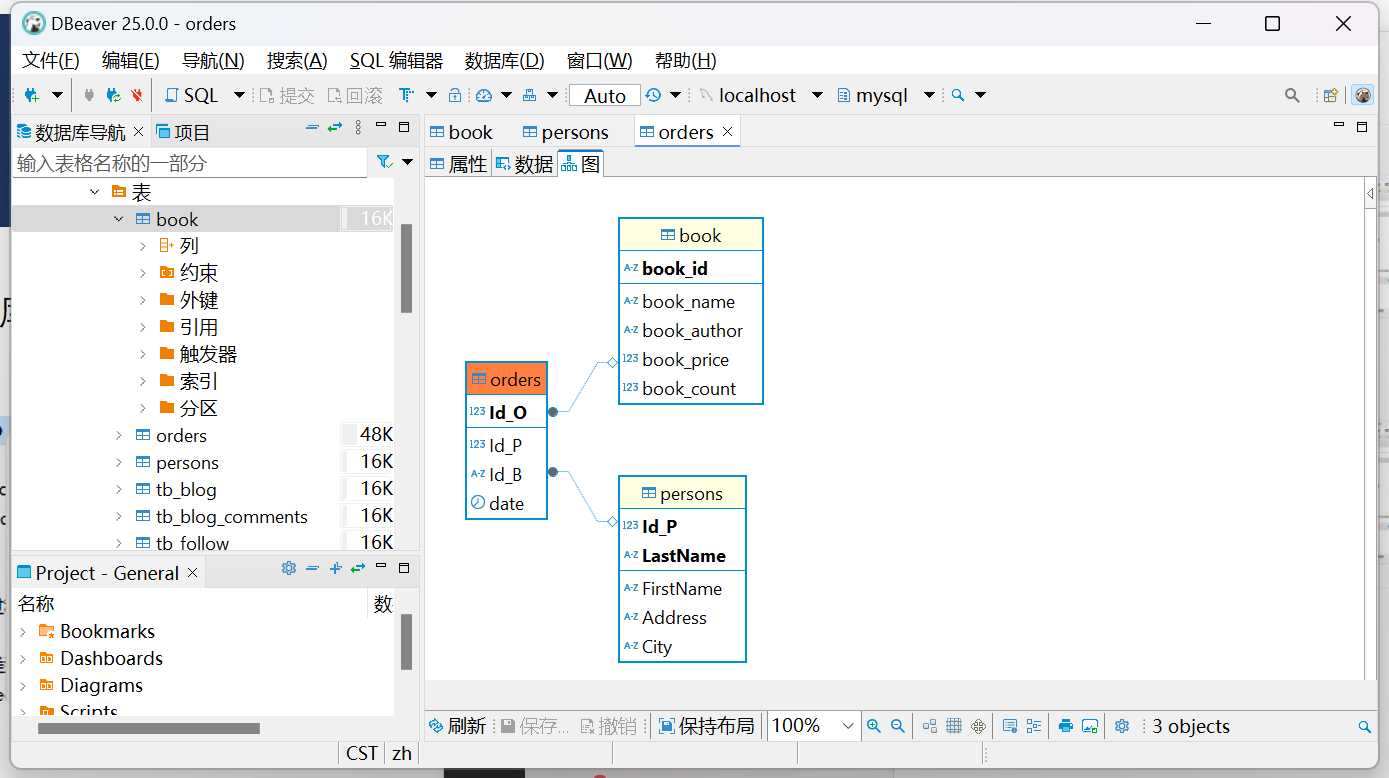 DBeaver 25.0.0 - orders
文件(F) 编辑(E) 导航(N) 搜索(A) SQL 编辑器 数据库(D) 窗口(W) 帮助(H)
SQL 提交 回滚 Auto localhost mysql
数据库导航 项目
输入表格名称的一部分
表
book 16K
列
约束
外键
引用
触发器
索引
分区
orders 48K
persons 16K
tb_blog 16K
tb_blog_comments 16K
tb_follow 16K
Project - General
名称 数
Bookmarks
Dashboards
Diagrams
Scripts
book persons orders
属性 数据 图
book
A-Z book_id
A-Z book_name
A-Z book_author
123 book_price
123 book_count
orders
123 Id_O
123 Id_P
A-Z Id_B
date
persons
123 Id_P
A-Z LastName
A-Z FirstName
A-Z Address
A-Z City
刷新 保存... 撤销 保持布局 100% 3 objects
CST zh